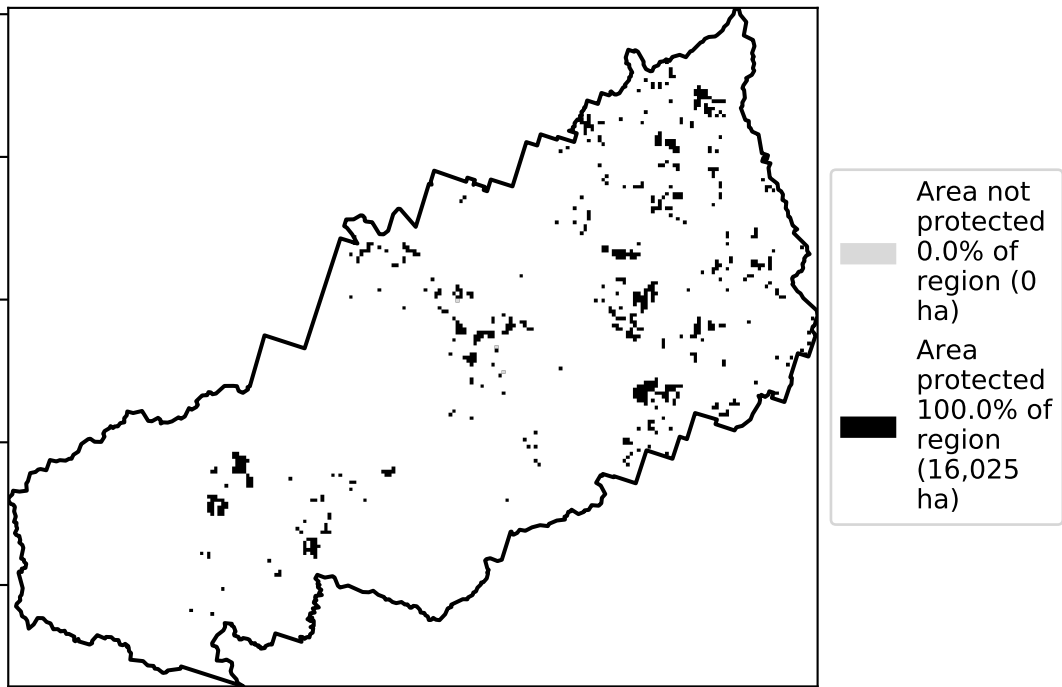 Area not
protected
0.0% of
region (0
ha)
Area
protected
100.0% of
region
(16,025
ha)